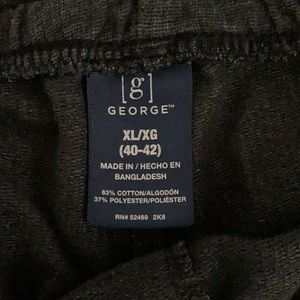 [g]
GEORGE™
XL/XG
(40-42)
MADE IN / HECHO EN
BANGLADESH
63% COTTON/ALGODÓN
37% POLYESTER/POLIÉSTER
RN# 52469 2K8